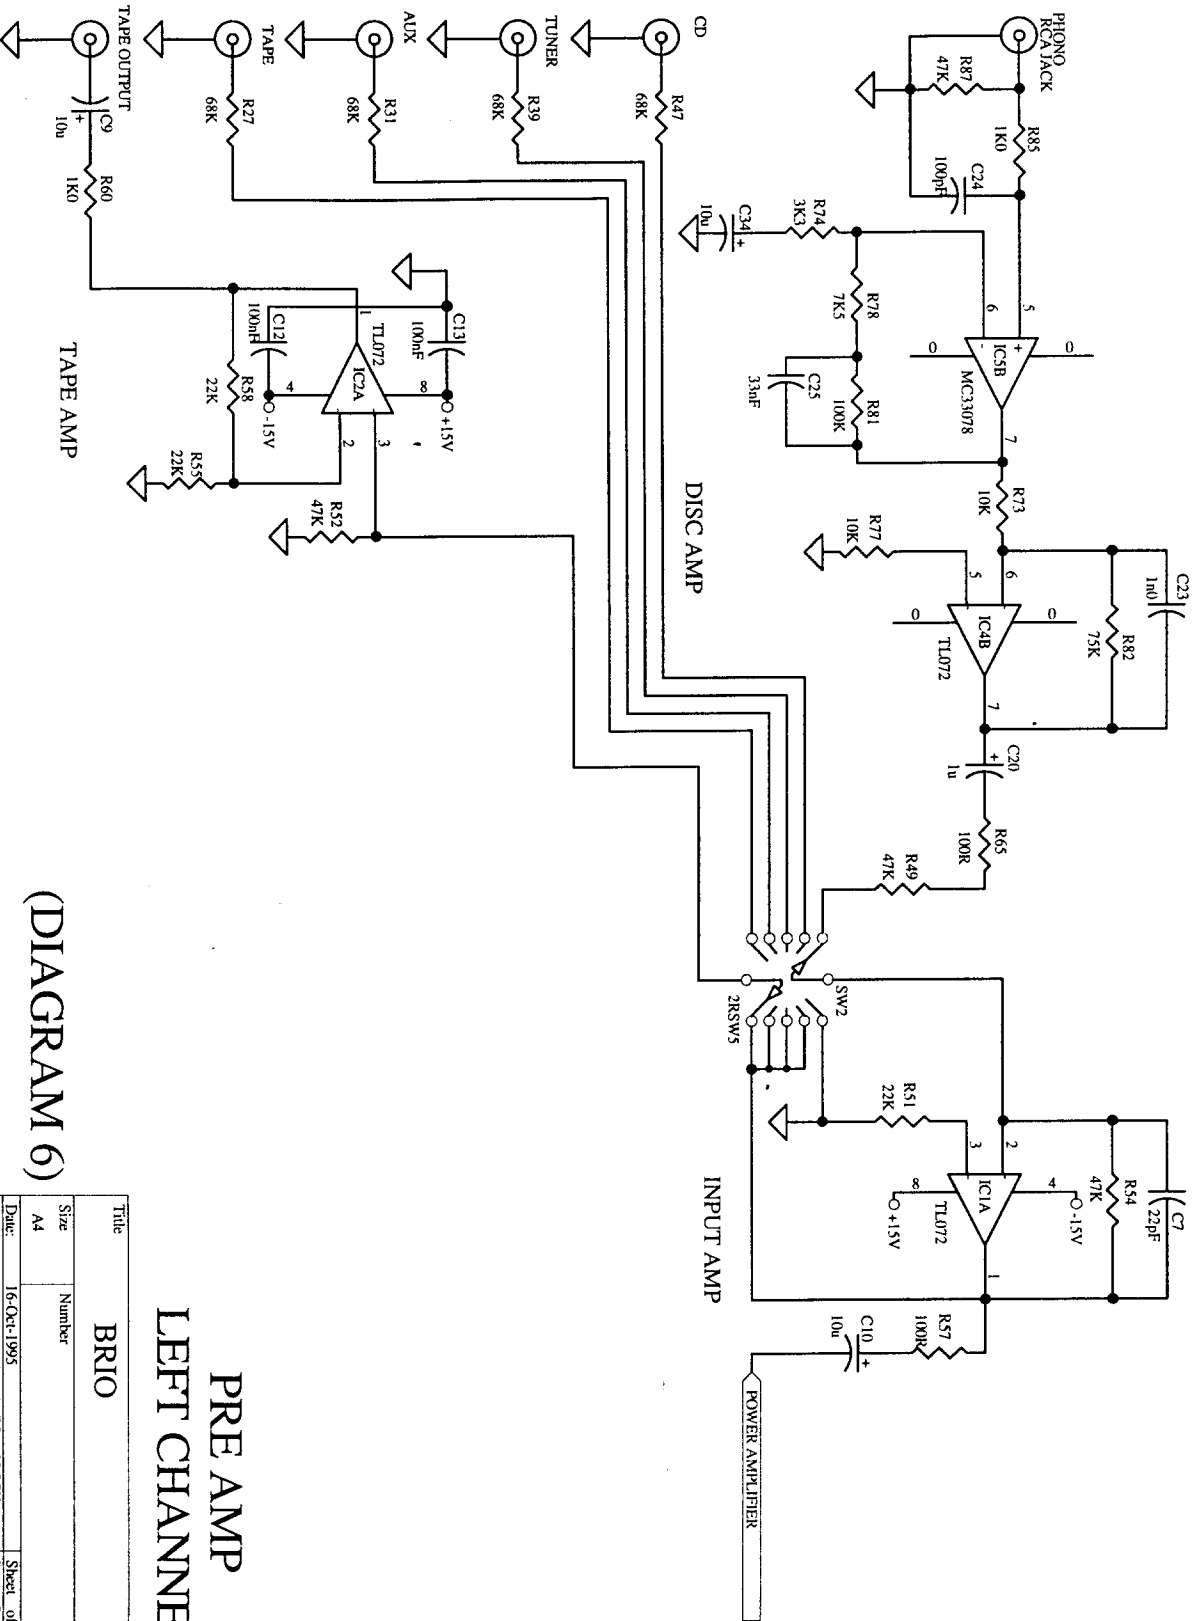 PHONO
RCA JACK
R87
47K
R85
1K0
C24
100pF
5
6
+
-
IC5B
MC33078
0
0
7
R74
3K3
C34
+
10u
R78
7K5
R81
100K
C25
33nF
R73
10K
R77
10K
5
6
IC4B
TL072
0
0
7
C23
1n0
R82
75K
C20
+
1u
R65
100R
R49
47K
DISC AMP
CD
R47
68K
TUNER
R39
68K
AUX
R31
68K
TAPE
R27
68K
TAPE OUTPUT
C9
+
10u
R60
1K0
C13
100nF
C12
100nF
1
TL072
IC2A
8
4
+15V
-15V
2
3
R58
22K
R55
22K
R52
47K
TAPE AMP
SW2
2RSW5
R51
22K
3
2
IC1A
TL072
8
+15V
4
-15V
1
R54
47K
C7
22pF
INPUT AMP
R57
100R
C10
+
10u
POWER AMPLIFIER
(DIAGRAM 6)
PRE AMP
LEFT CHANNE
Title
BRIO
Size
A4
Number
Date:
16-Oct-1995
Sheet of